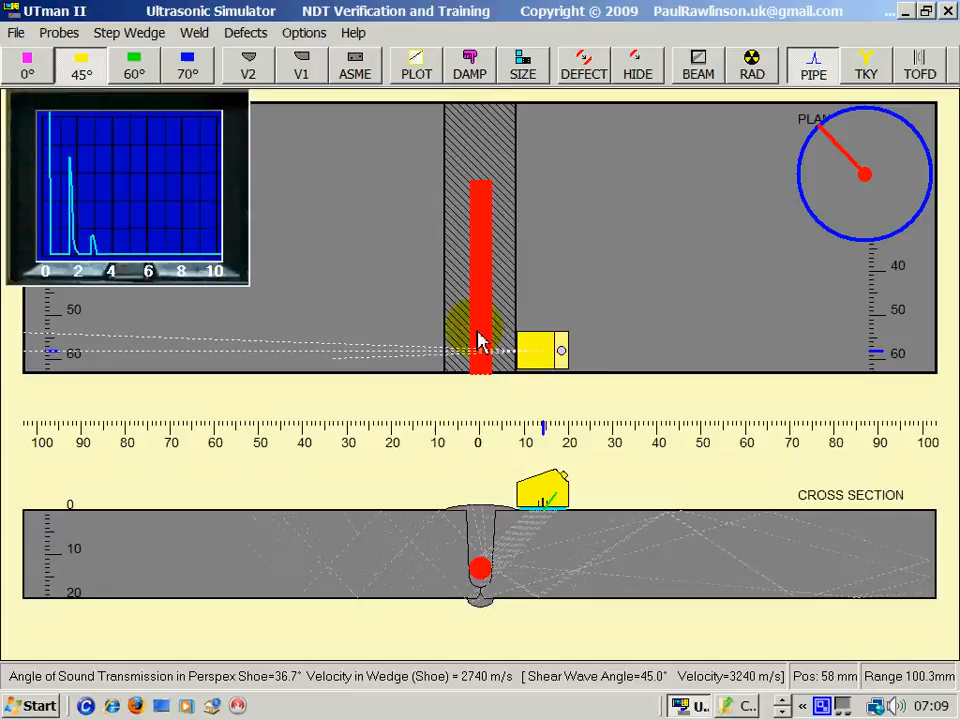 UTman II Ultrasonic Simulator NDT Verification and Training Copyright © 2009 PaulRawlinson.uk@gmail.com ...
File Probes Step Wedge Weld Defects Options Help
0° 45° 60° 70° V2 V1 ASME PLOT DAMP SIZE DEFECT HIDE BEAM RAD PIPE TKY TOFD
PLAN
0 2 4 6 8 10
40
50 50
60 60
100 90 80 70 60 50 40 30 20 10 0 10 20 30 40 50 60 70 80 90 100
CROSS SECTION
0
10
20
Angle of Sound Transmission in Perspex Shoe=36.7° Velocity in Wedge (Shoe) = 2740 m/s [ Shear Wave Angle=45.0° Velocity=3240 m/s] Pos: 58 mm Range 100.3mm
Start U.. C.. « 07:09